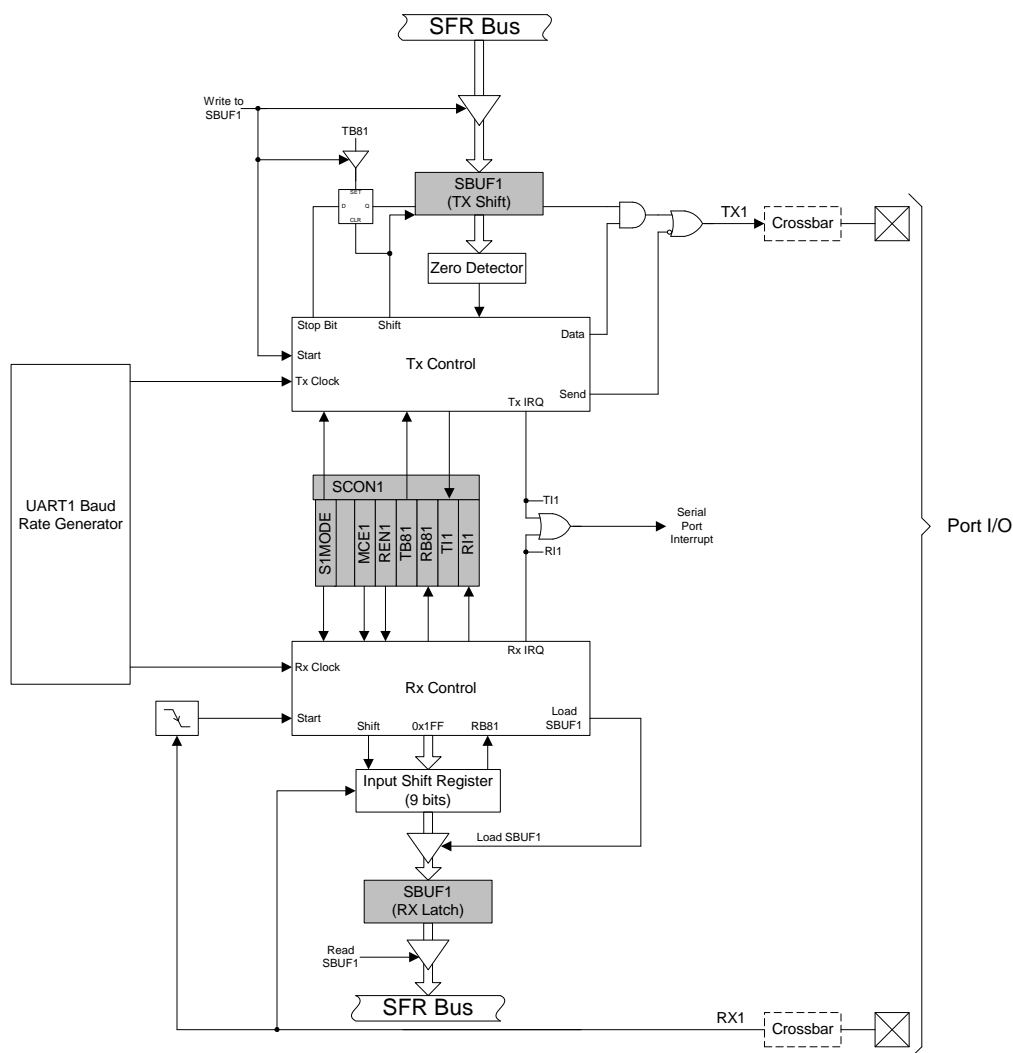 SFR Bus
Write to
SBUF1
TB81
SET
D
Q
CLR
SBUF1
(TX Shift)
TX1
Crossbar
Zero Detector
Stop Bit
Shift
Data
Start
Tx Control
Tx Clock
Send
Tx IRQ
UART1 Baud
Rate Generator
SCON1
S1MODE
MCE1
REN1
TB81
RB81
TI1
RI1
TI1
Serial
Port
Interrupt
RI1
Port I/O
Rx IRQ
Rx Clock
Rx Control
Start
Load
SBUF1
Shift
0x1FF
RB81
Input Shift Register
(9 bits)
Load SBUF1
SBUF1
(RX Latch)
Read
SBUF1
SFR Bus
RX1
Crossbar